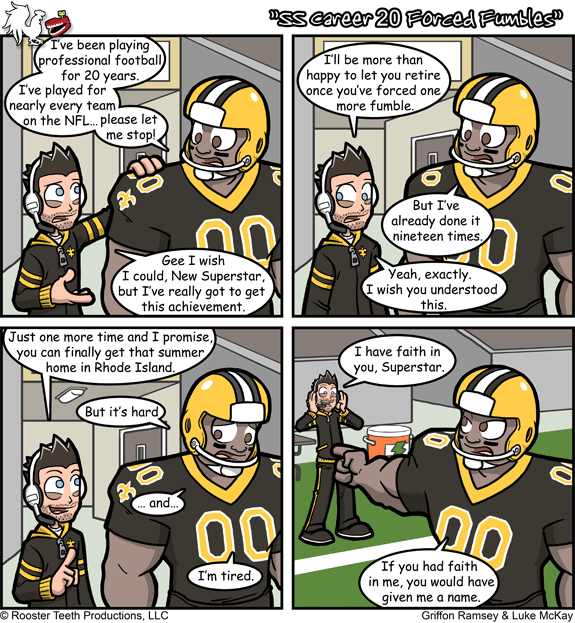 "SS Career 20 Forced Fumbles"
I've been playing
professional football
for 20 years.
I've played for
nearly every team
on the NFL... please let
me stop!
Gee I wish
I could, New Superstar,
but I've really got to get
this achievement.
00
I'll be more than
happy to let you retire
once you've forced one
more fumble.
But I've
already done it
nineteen times.
Yeah, exactly.
I wish you understood
this.
Just one more time and I promise,
you can finally get that summer
home in Rhode Island.
But it's hard
... and...
00
I'm tired.
I have faith in
you, Superstar.
00
If you had faith
in me, you would have
given me a name.
© Rooster Teeth Productions, LLC
Griffon Ramsey & Luke McKay